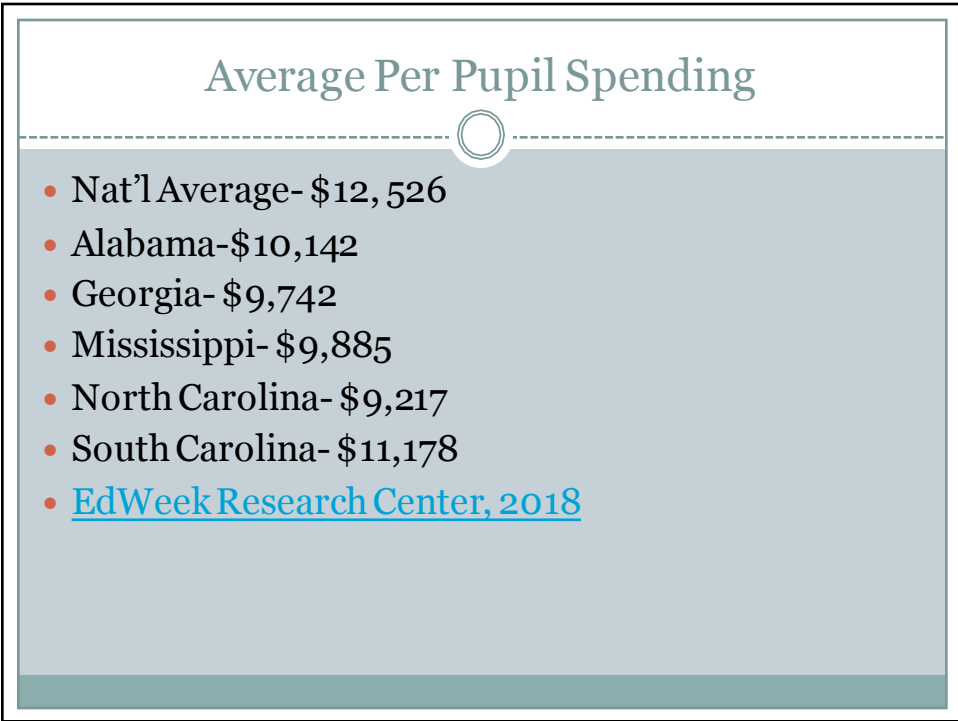 Average Per Pupil Spending
• Nat'l Average- $12, 526
• Alabama-$10,142
• Georgia- $9,742
• Mississippi- $9,885
• North Carolina- $9,217
• South Carolina- $11,178
• EdWeek Research Center, 2018